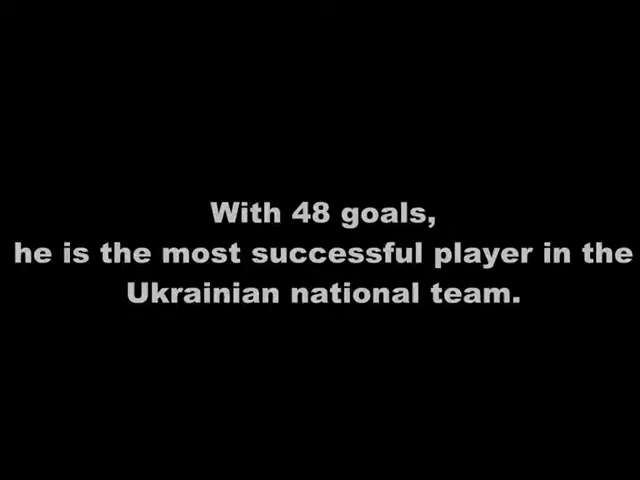 With 48 goals,
he is the most successful player in the
Ukrainian national team.